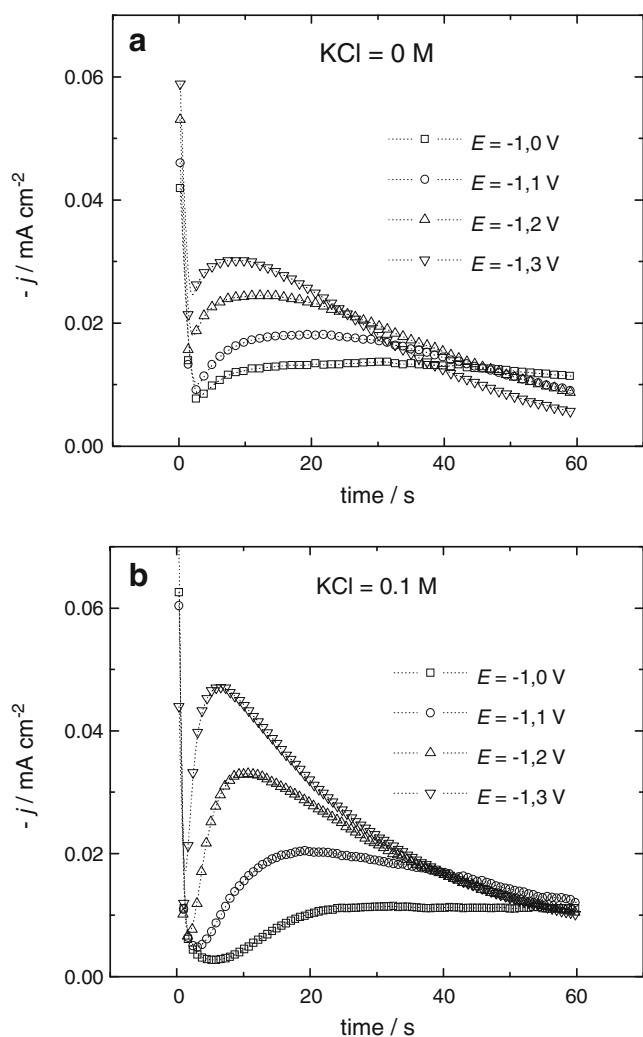 a
KCl = 0 M
E = -1,0 V
E = -1,1 V
E = -1,2 V
E = -1,3 V
0.06
0.04
0.02
0.00
- j / mA cm-2
0
20
40
60
time / s
b
KCl = 0.1 M
E = -1,0 V
E = -1,1 V
E = -1,2 V
E = -1,3 V
0.06
0.04
0.02
0.00
- j / mA cm-2
0
20
40
60
time / s